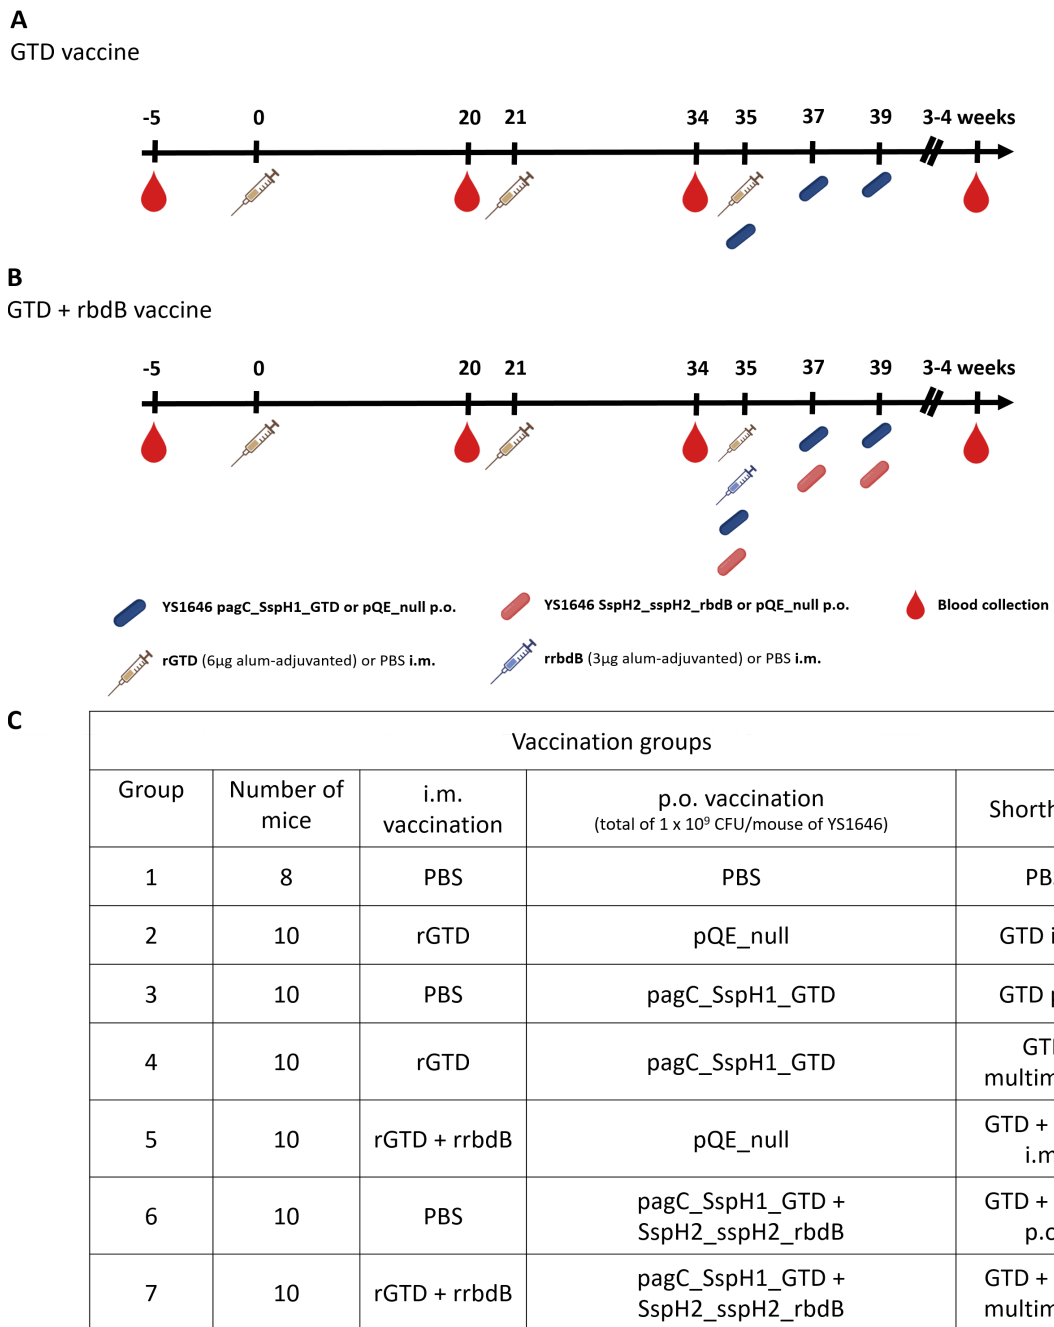 A
GTD vaccine
-5 0 20 21 34 35 37 39 3-4 weeks
B
GTD + rbdB vaccine
-5 0 20 21 34 35 37 39 3-4 weeks
YS1646 pagC_SspH1_GTD or pQE_null p.o.
YS1646 SspH2_sspH2_rbdB or pQE_null p.o.
Blood collection
rGTD (6µg alum-adjuvanted) or PBS i.m.
rrbdB (3µg alum-adjuvanted) or PBS i.m.
C
Vaccination groups
Group
Number of
mice
i.m.
vaccination
p.o. vaccination
(total of 1 x 10⁹ CFU/mouse of YS1646)
1 8 PBS PBS
2 10 rGTD pQE_null GTD
3 10 PBS pagC_SspH1_GTD GTD
4 10 rGTD pagC_SspH1_GTD
5 10 rGTD + rrbdB pQE_null GTD +
6 10 PBS pagC_SspH1_GTD +
SspH2_sspH2_rbdB GTD +
7 10 rGTD + rrbdB pagC_SspH1_GTD +
SspH2_sspH2_rbdB GTD +